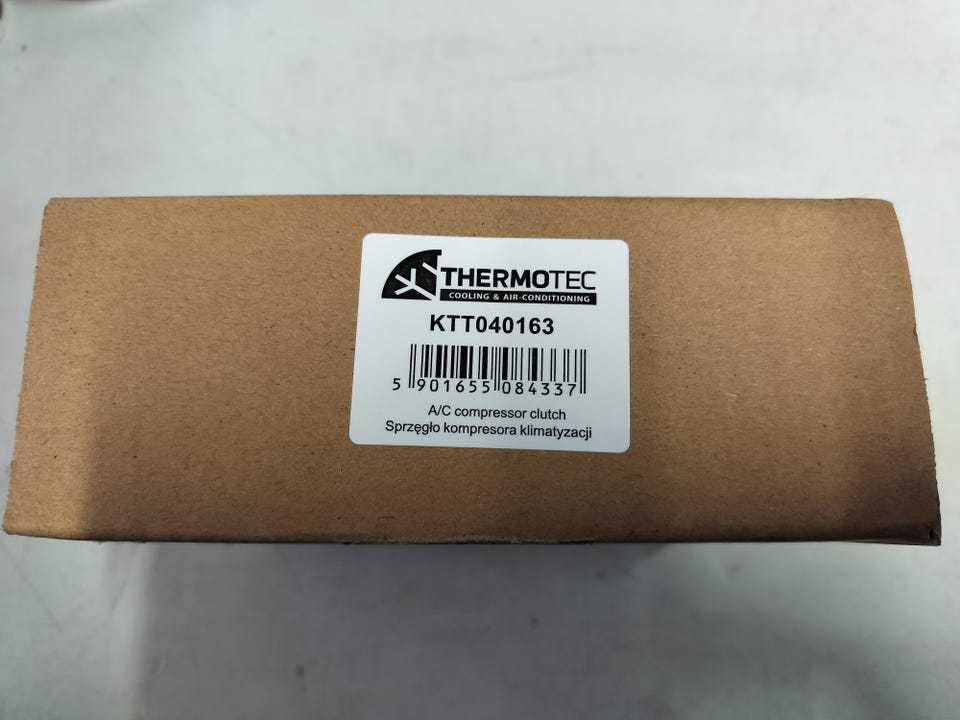 THERMOTEC
COOLING & AIR-CONDITIONING
KTT040163
5 901655 084337
A/C compressor clutch
Sprzęgło kompresora klimatyzacji